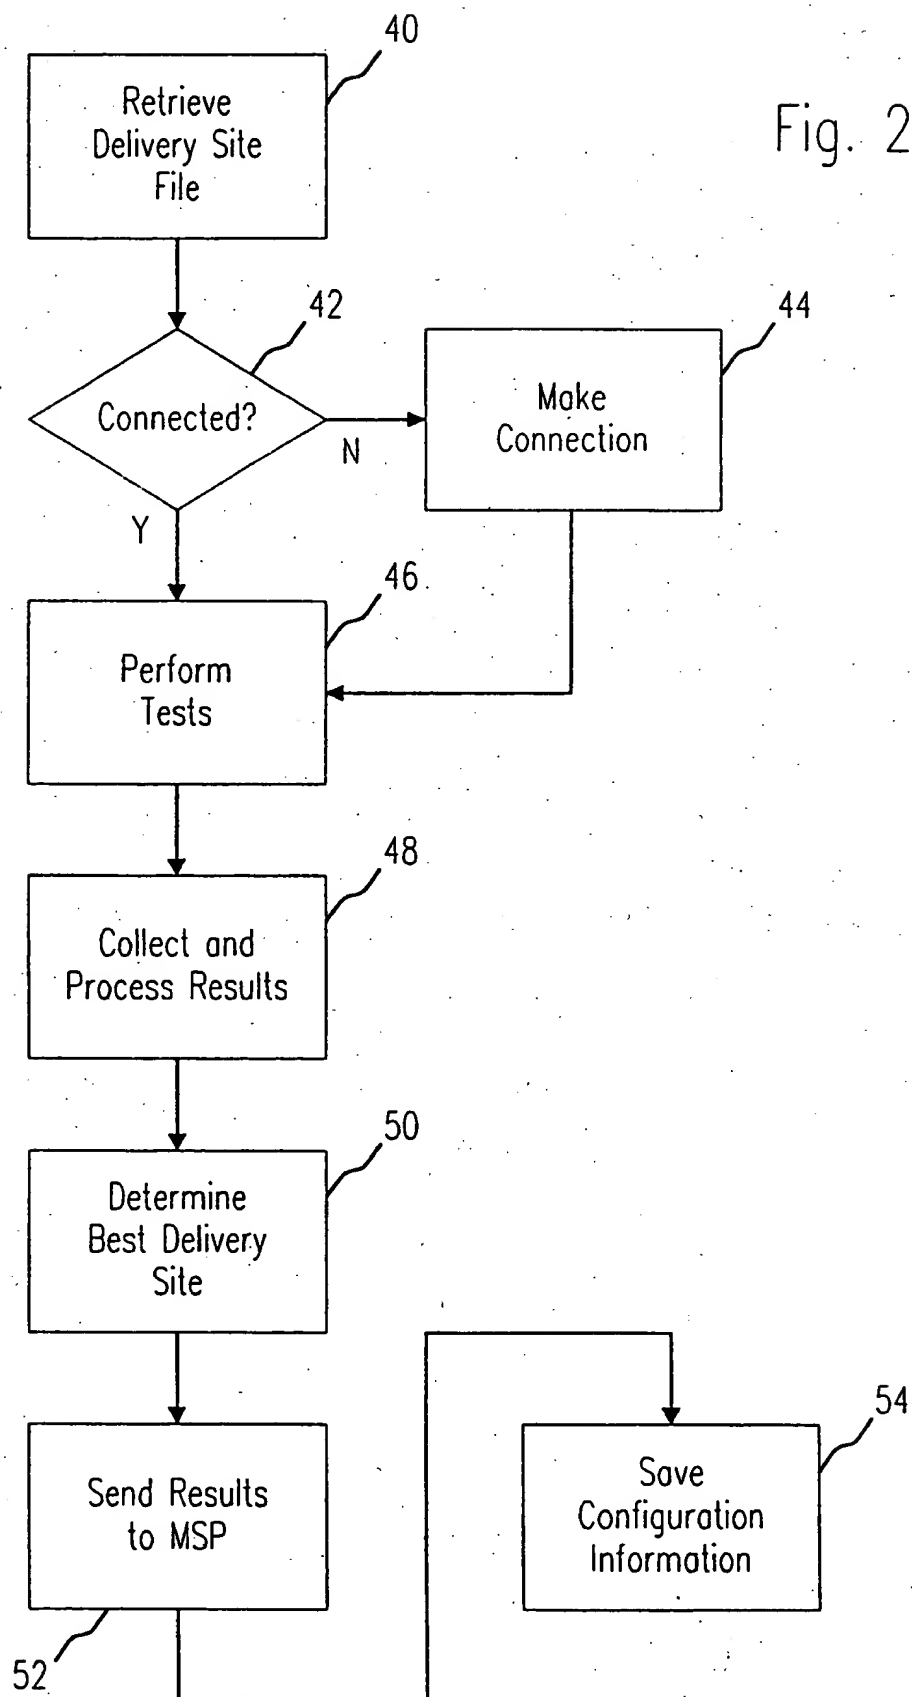 40
Retrieve
Delivery Site
File
Fig. 2
42
Connected?
N
Y
44
Make
Connection
46
Perform
Tests
48
Collect and
Process Results
50
Determine
Best Delivery
Site
Send Results
to MSP
52
54
Save
Configuration
Information